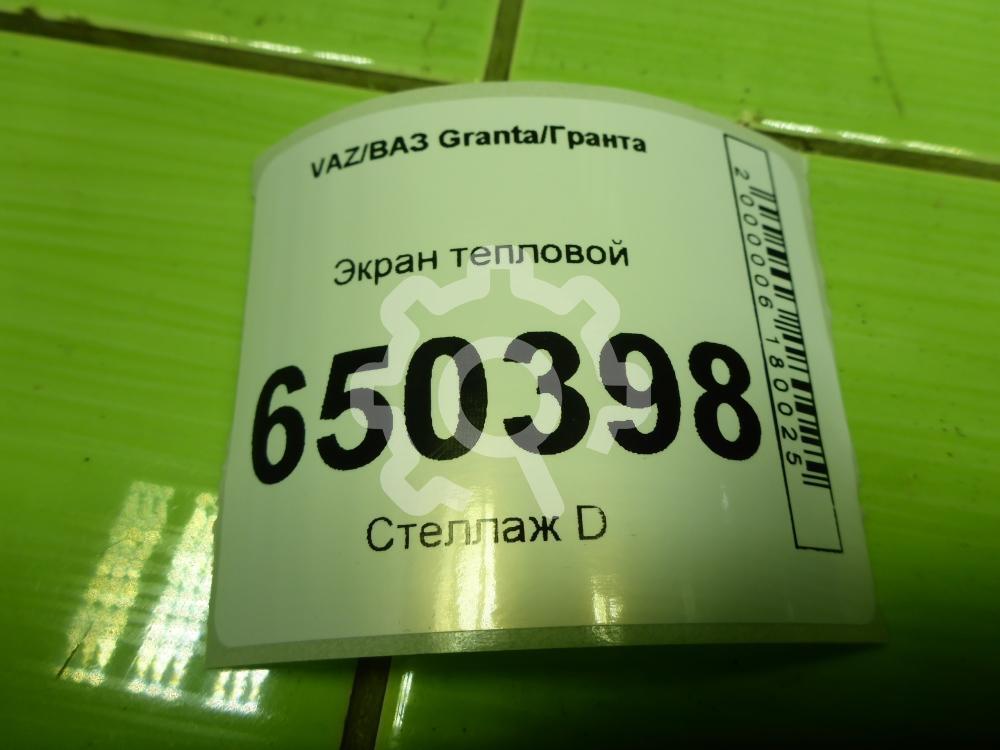 VAZ/ВАЗ Granta/Гранта
Экран тепловой
650398
Стеллаж D
2000006180025